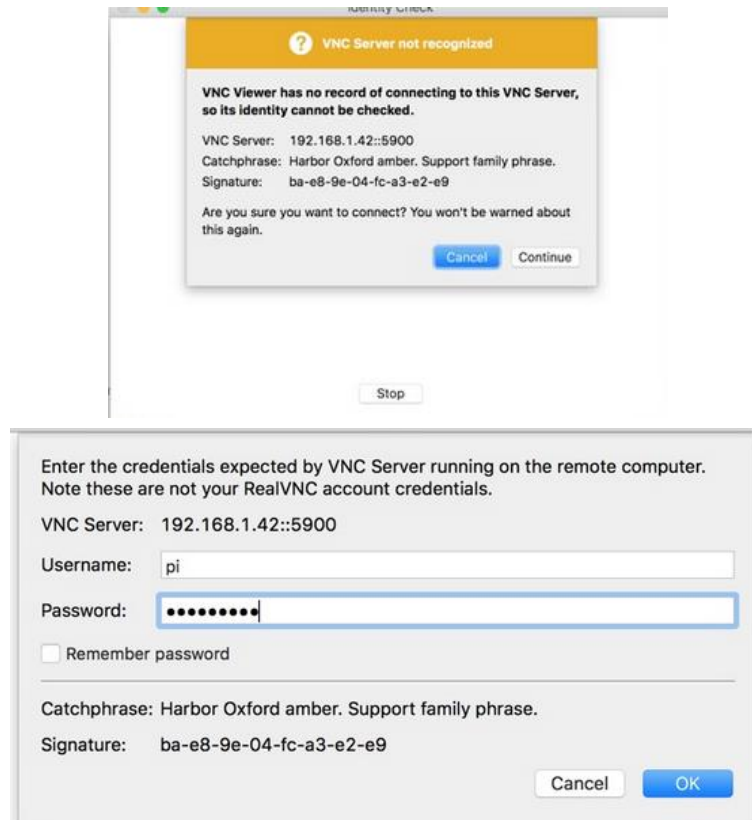 Identity Check
VNC Server not recognized
VNC Viewer has no record of connecting to this VNC Server,
so its identity cannot be checked.
VNC Server: 192.168.1.42::5900
Catchphrase: Harbor Oxford amber. Support family phrase.
Signature: ba-e8-9e-04-fc-a3-e2-e9
Are you sure you want to connect? You won't be warned about
this again.
Cancel Continue
Stop
Enter the credentials expected by VNC Server running on the remote computer.
Note these are not your RealVNC account credentials.
VNC Server: 192.168.1.42::5900
Username: pi
Password: •••••••••
Remember password
Catchphrase: Harbor Oxford amber. Support family phrase.
Signature: ba-e8-9e-04-fc-a3-e2-e9
Cancel OK